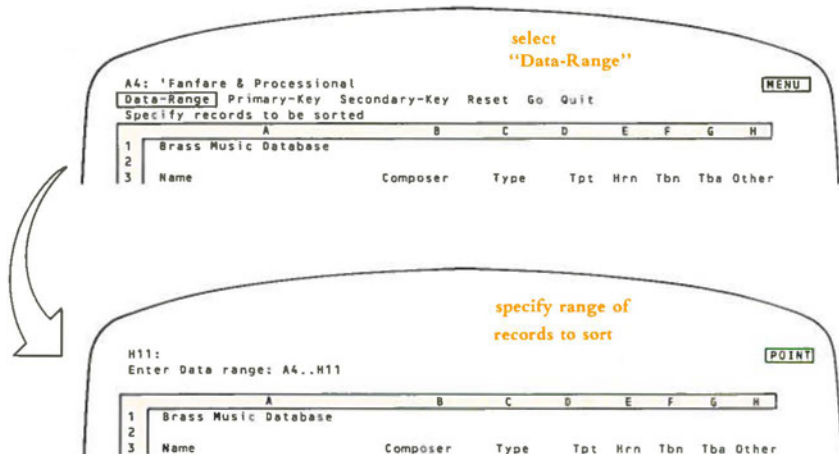 select
"Data-Range"
A4: 'Fanfare & Processional
MENU
Data-Range Primary-Key Secondary-Key Reset Go Quit
Specify records to be sorted
A B C D E F G H
1 Brass Music Database
2
3 Name Composer Type Tpt Hrn Tbn Tba Other
specify range of
records to sort
H11:
POINT
Enter Data range: A4..H11
A B C D E F G H
1 Brass Music Database
2
3 Name Composer Type Tpt Hrn Tbn Tba Other